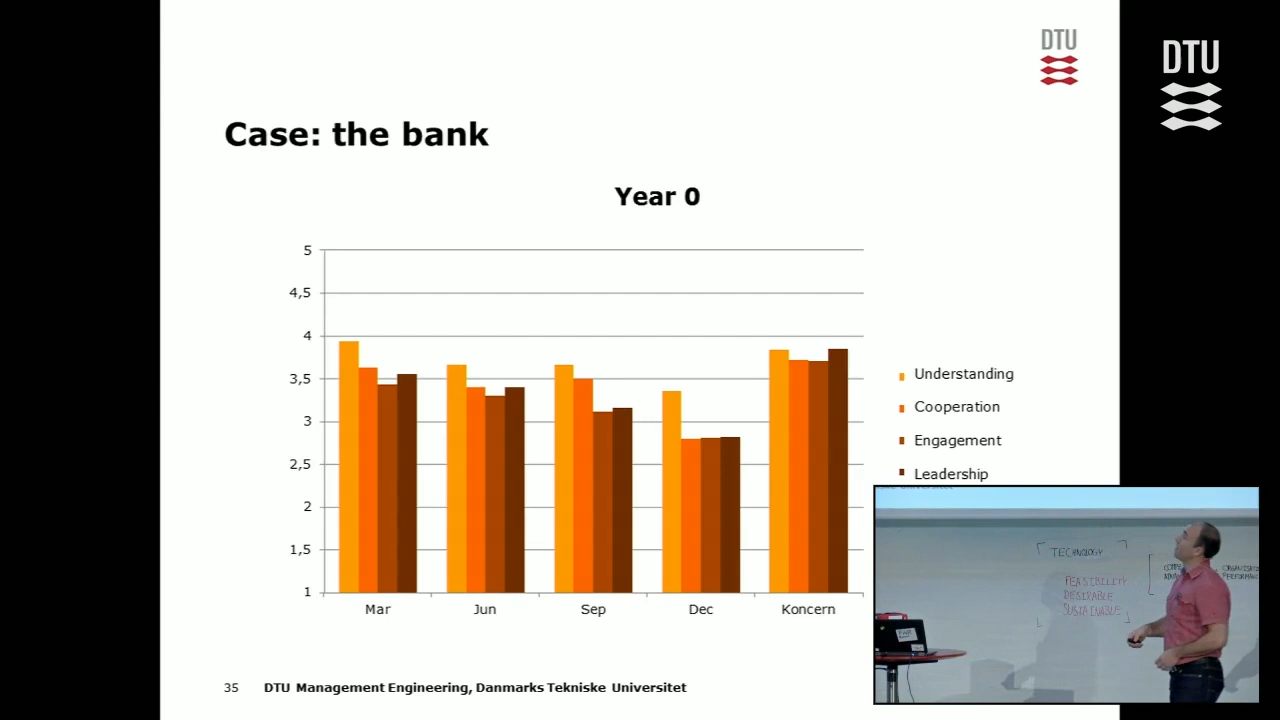 DTU
DTU
Case: the bank
Year 0
5
4,5
4
3,5
3
2,5
2
1,5
1
Mar
Jun
Sep
Dec
Koncern
Understanding
Cooperation
Engagement
Leadership
TECHNOLOGY
FEASIBILITY
DESIRABLE
SUSTAINABLE
35 DTU Management Engineering, Danmarks Tekniske Universitet